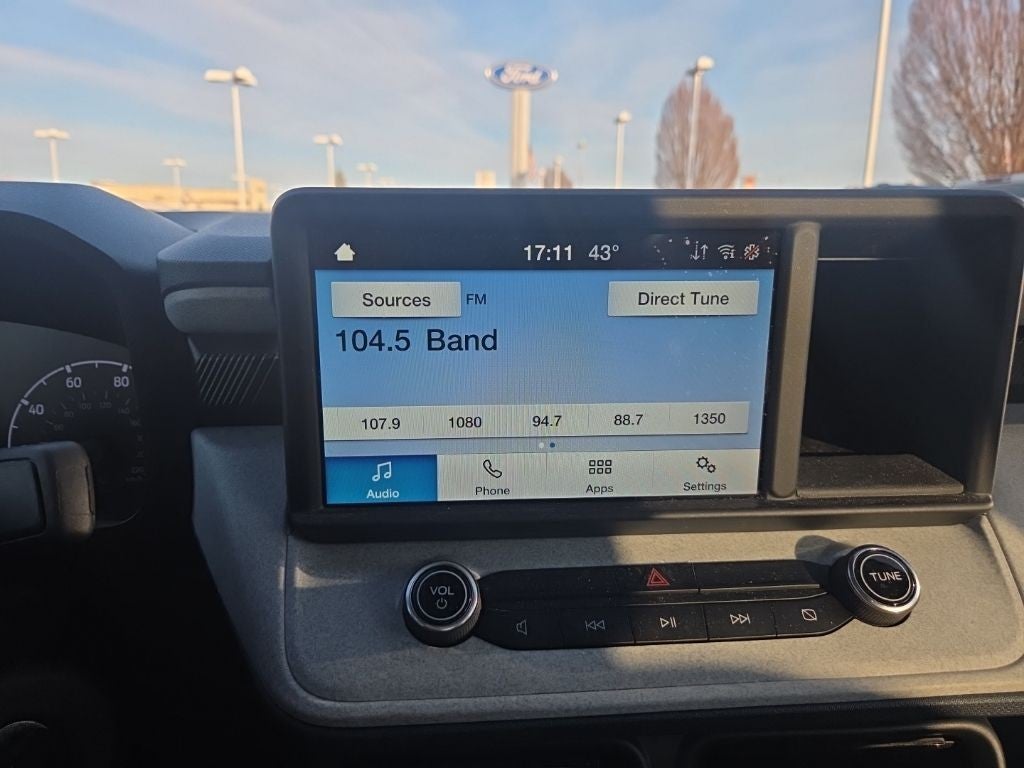 Ford
17:11 43°
Sources FM Direct Tune
104.5 Band
107.9 1080 94.7 88.7 1350
Audio Phone Apps Settings
40 60 80
VOL
TUNE